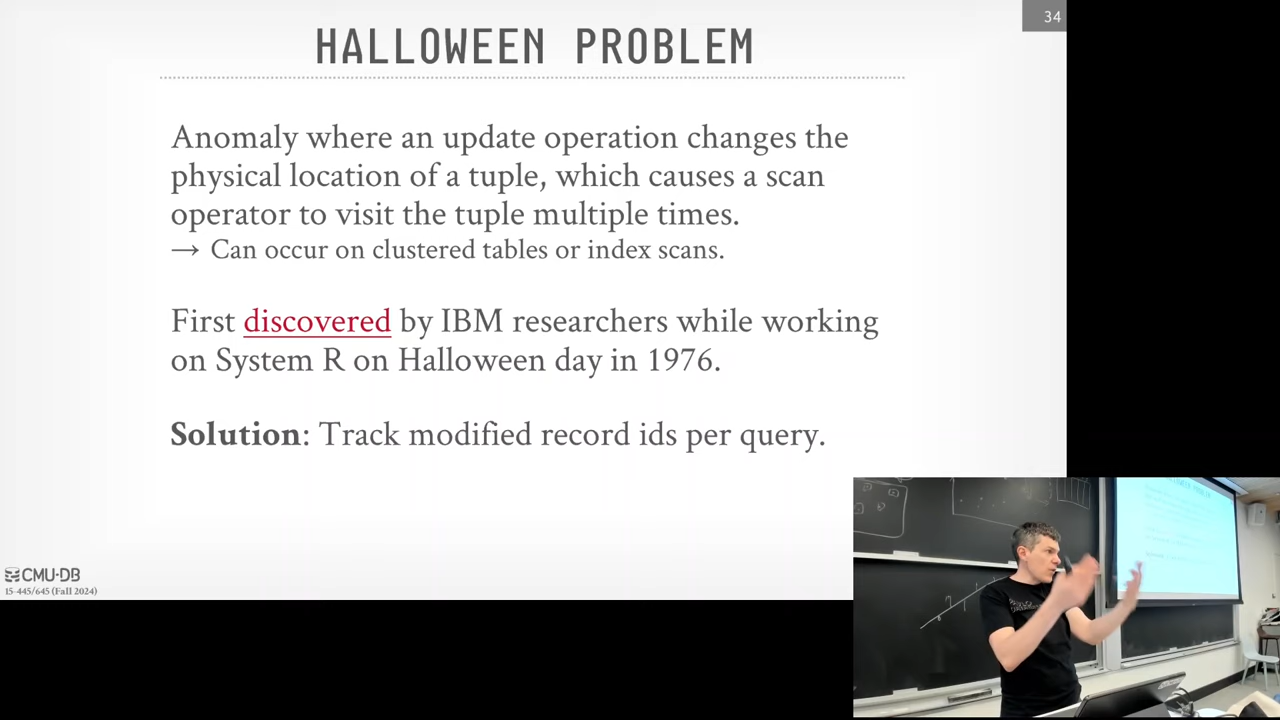 34
HALLOWEEN PROBLEM
Anomaly where an update operation changes the
physical location of a tuple, which causes a scan
operator to visit the tuple multiple times.
→ Can occur on clustered tables or index scans.
First discovered by IBM researchers while working
on System R on Halloween day in 1976.
Solution: Track modified record ids per query.
CMU·DB
15-445/645 (Fall 2024)